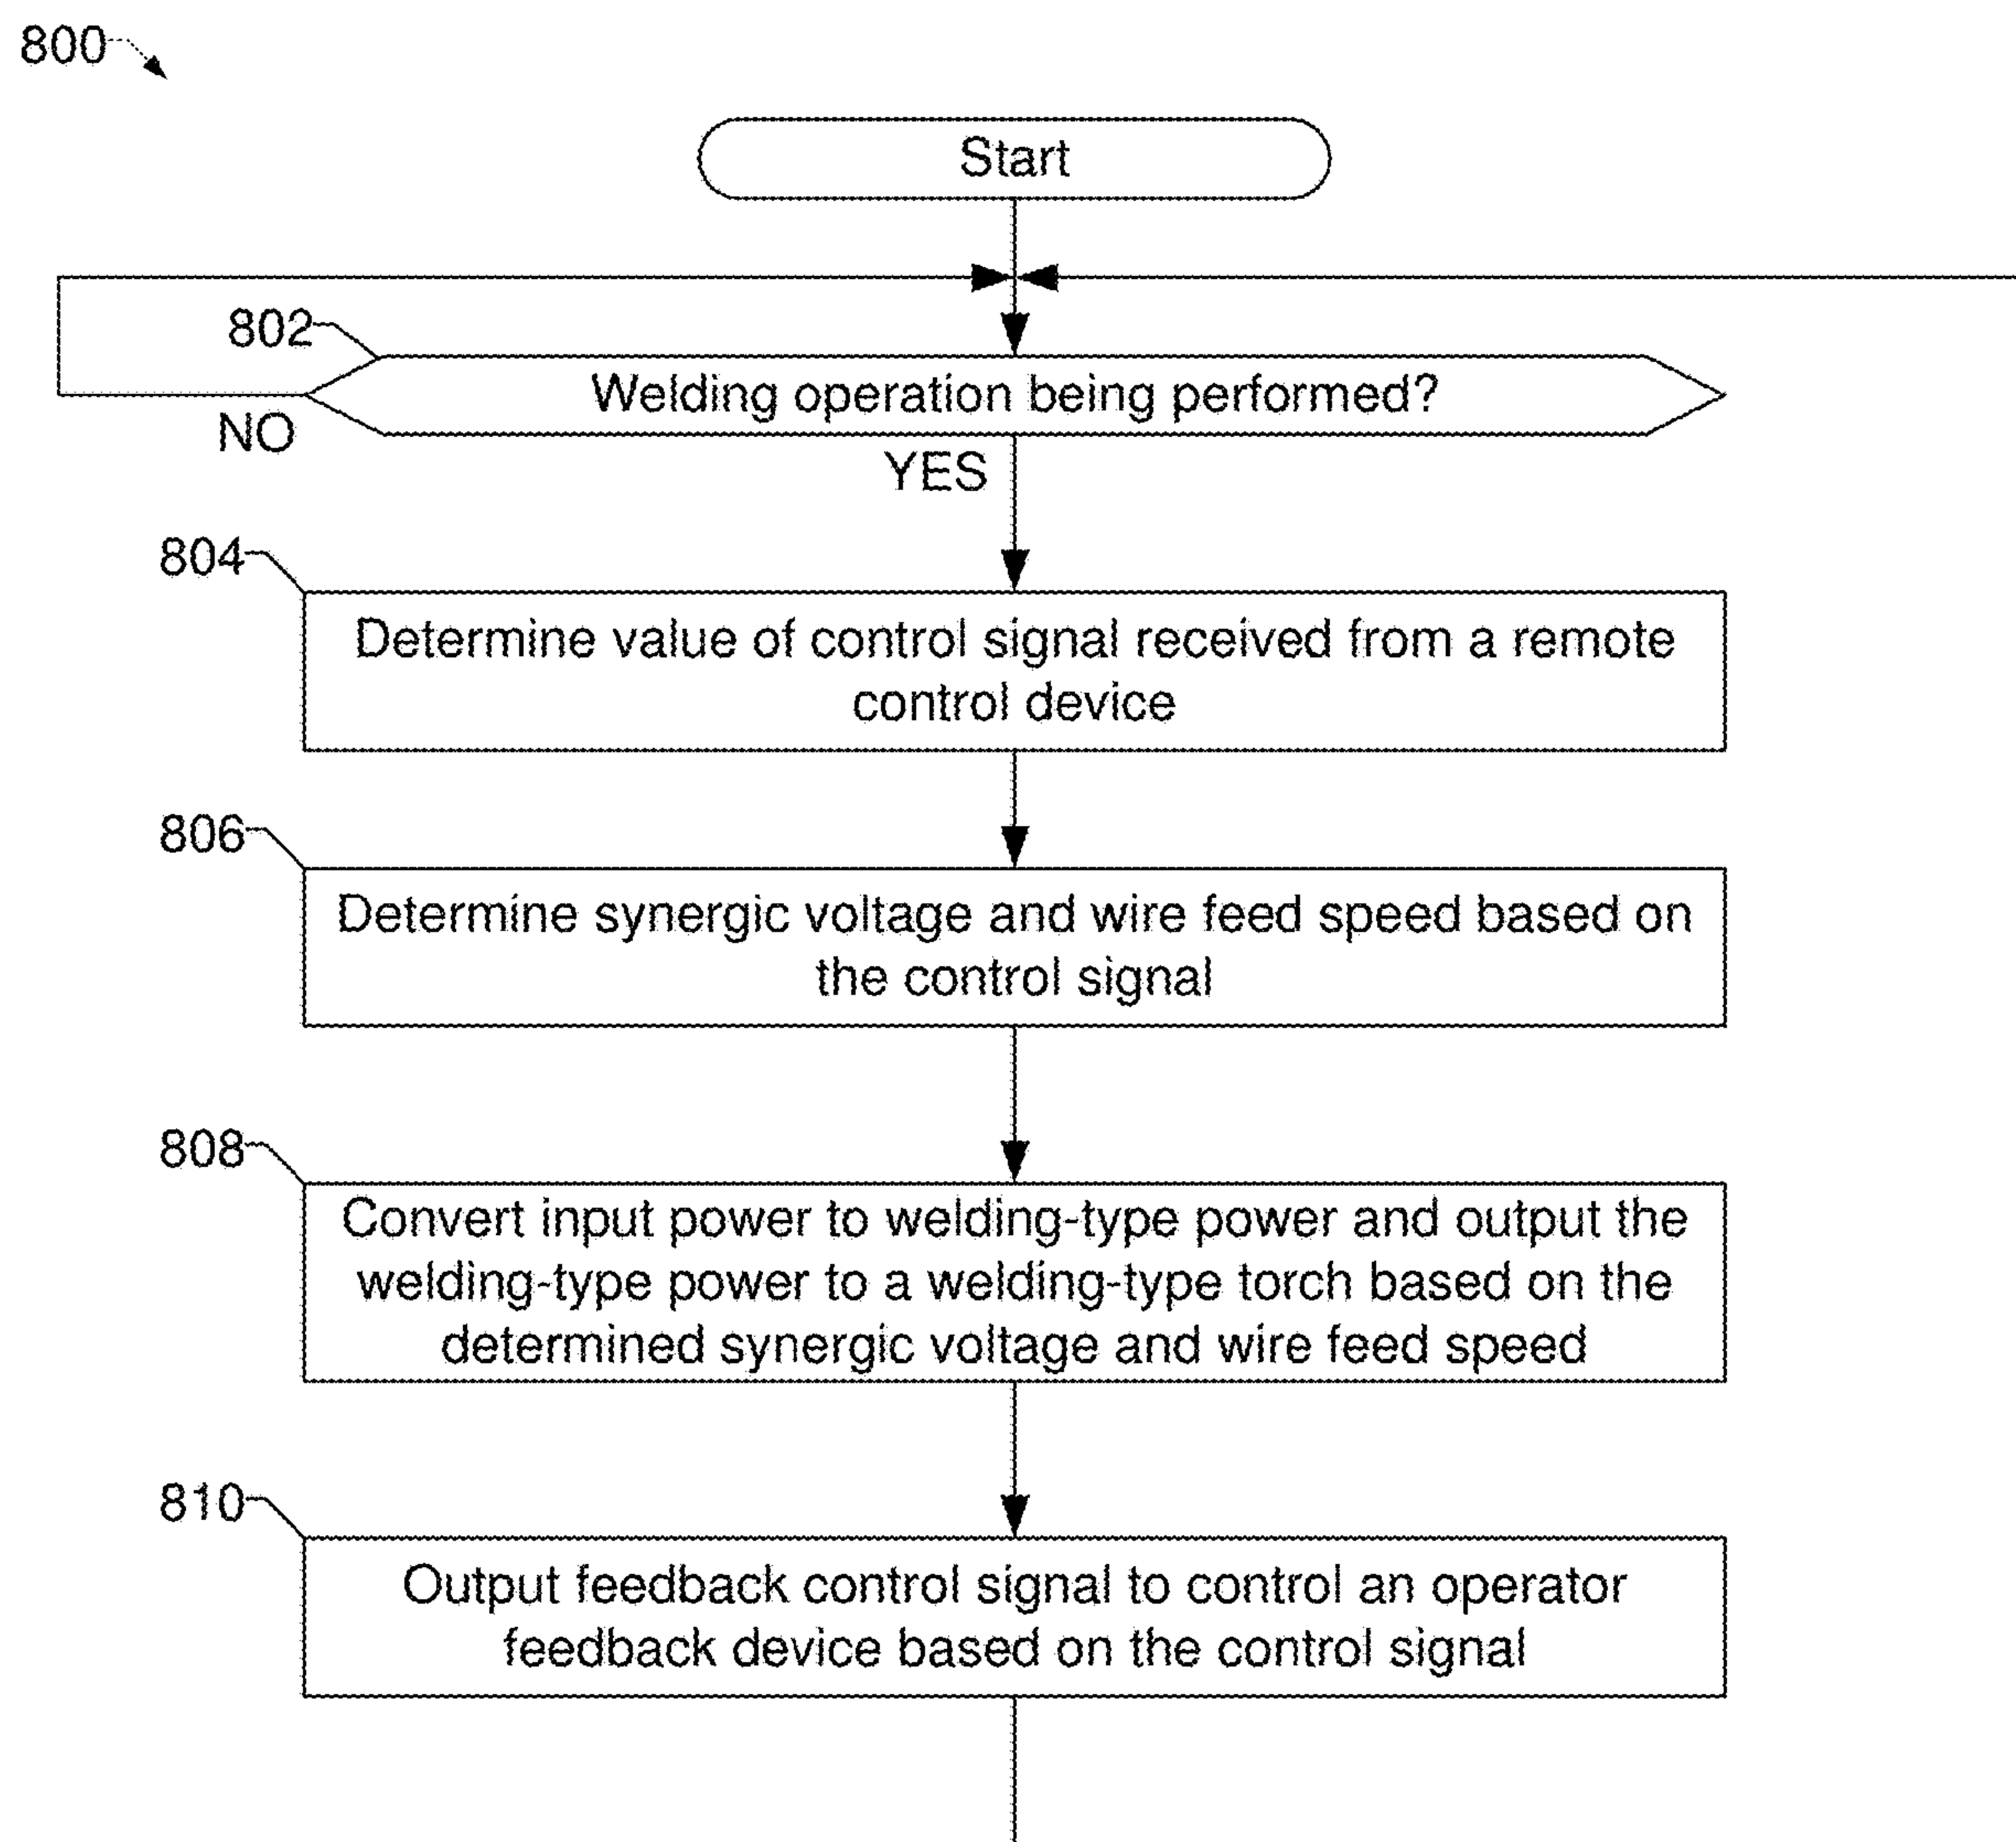 800
Start
802
Welding operation being performed?
NO
YES
804
Determine value of control signal received from a remote
control device
806
Determine synergic voltage and wire feed speed based on
the control signal
808
Convert input power to welding-type power and output the
welding-type power to a welding-type torch based on the
determined synergic voltage and wire feed speed
810
Output feedback control signal to control an operator
feedback device based on the control signal